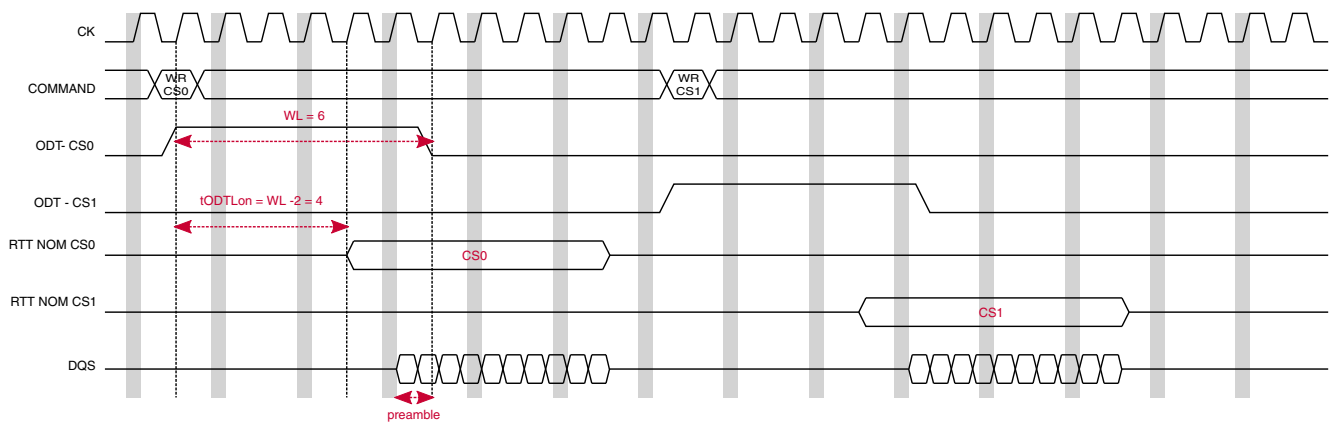 CK
COMMAND
WR
CS0
WR
CS1
WL = 6
ODT- CS0
ODT - CS1
tODTLon = WL -2 = 4
RTT NOM CS0
CS0
RTT NOM CS1
CS1
DQS
preamble